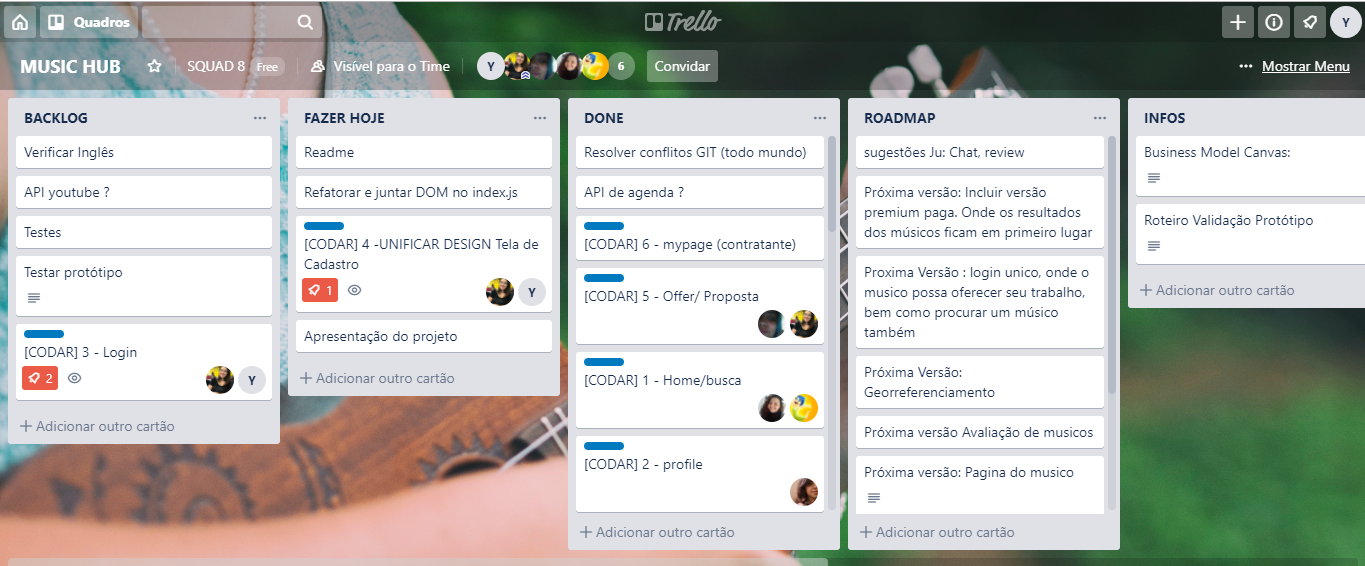 Quadros
Trello
Y
MUSIC HUB
SQUAD 8 Free
Visível para o Time
Y
6
Convidar
Mostrar Menu
BACKLOG
Verificar Inglês
API youtube ?
Testes
Testar protótipo
[CODAR] 3 - Login
2
Y
Adicionar outro cartão
FAZER HOJE
Readme
Refatorar e juntar DOM no index.js
[CODAR] 4 -UNIFICAR DESIGN Tela de
Cadastro
1
Y
Apresentação do projeto
Adicionar outro cartão
DONE
Resolver conflitos GIT (todo mundo)
API de agenda ?
[CODAR] 6 - mypage (contratante)
[CODAR] 5 - Offer/ Proposta
[CODAR] 1 - Home/busca
[CODAR] 2 - profile
Adicionar outro cartão
ROADMAP
sugestões Ju: Chat, review
Próxima versão: Incluir versão
premium paga. Onde os resultados
dos músicos ficam em primeiro lugar
Proxima Versão : login unico, onde o
musico possa oferecer seu trabalho,
bem como procurar um músico
também
Próxima Versão:
Georreferenciamento
Próxima versão Avaliação de musicos
Próxima versão: Pagina do musico
Adicionar outro cartão
INFOS
Business Model Canvas:
Roteiro Validação Protótipo
Adicionar outro cartão